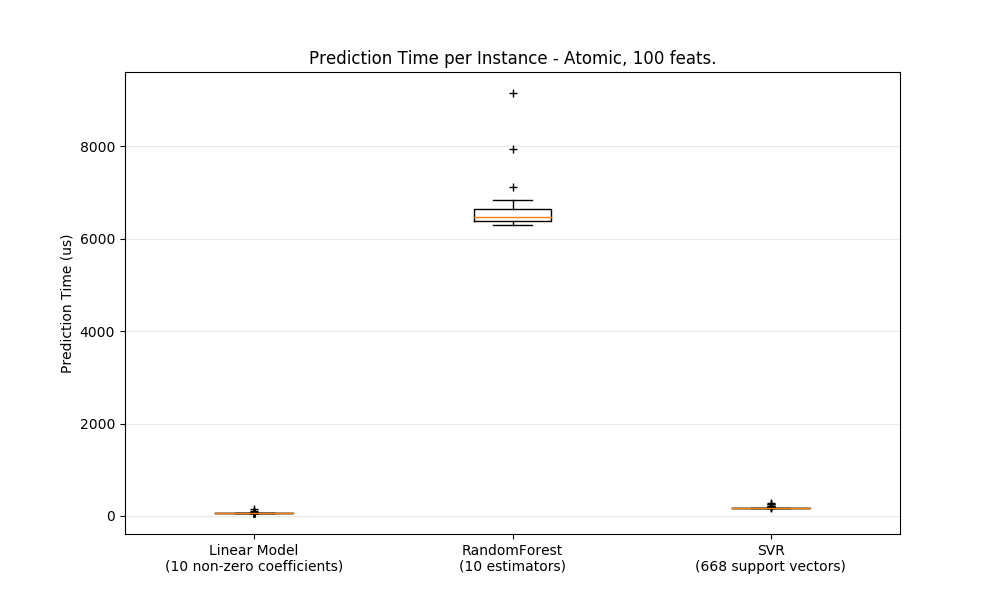 Prediction Time per Instance - Atomic, 100 feats.
Prediction Time (us)
8000
6000
4000
2000
0
Linear Model
(10 non-zero coefficients)
RandomForest
(10 estimators)
SVR
(668 support vectors)